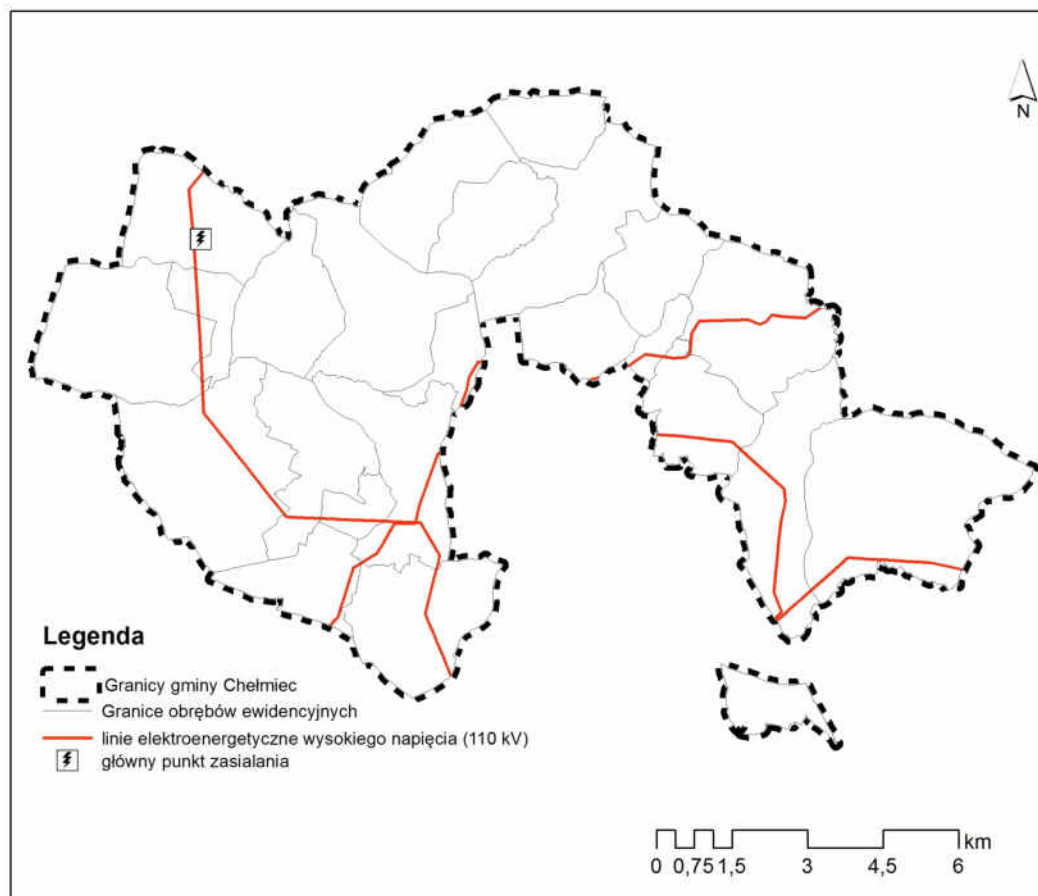 N
Legenda
Granicy gminy Chełmiec
Granice obrębów ewidencyjnych
linie elektroenergetyczne wysokiego napięcia (110 kV)
główny punkt zasialania
km
0 0,75 1,5 3 4,5 6